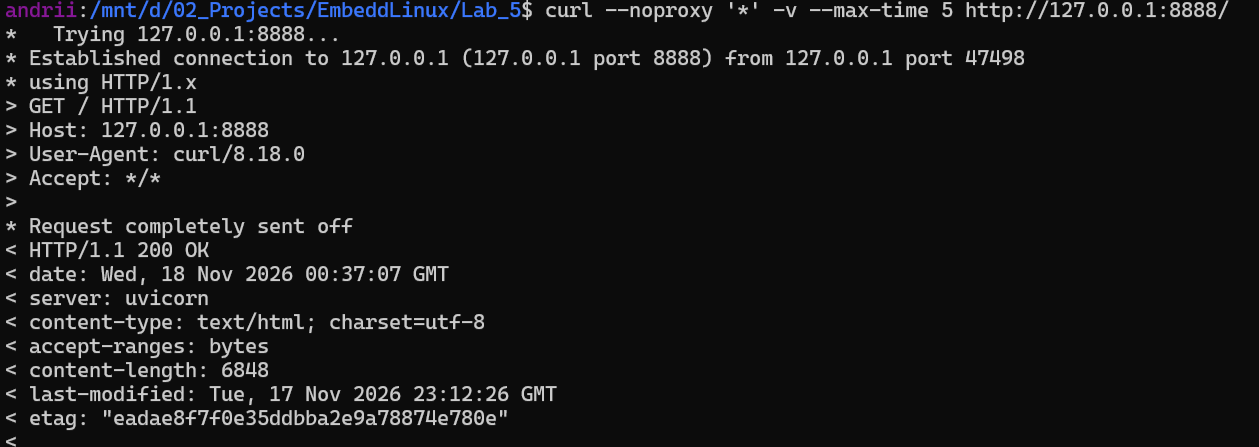 andrii:/mnt/d/02_Projects/EmbeddLinux/Lab_5$ curl --noproxy '*' -v --max-time 5 http://127.0.0.1:8888/
*   Trying 127.0.0.1:8888...
* Established connection to 127.0.0.1 (127.0.0.1 port 8888) from 127.0.0.1 port 47498
* using HTTP/1.x
> GET / HTTP/1.1
> Host: 127.0.0.1:8888
> User-Agent: curl/8.18.0
> Accept: */*
>
* Request completely sent off
< HTTP/1.1 200 OK
< date: Wed, 18 Nov 2026 00:37:07 GMT
< server: uvicorn
< content-type: text/html; charset=utf-8
< accept-ranges: bytes
< content-length: 6848
< last-modified: Tue, 17 Nov 2026 23:12:26 GMT
< etag: "eadae8f7f0e35ddbba2e9a78874e780e"
<